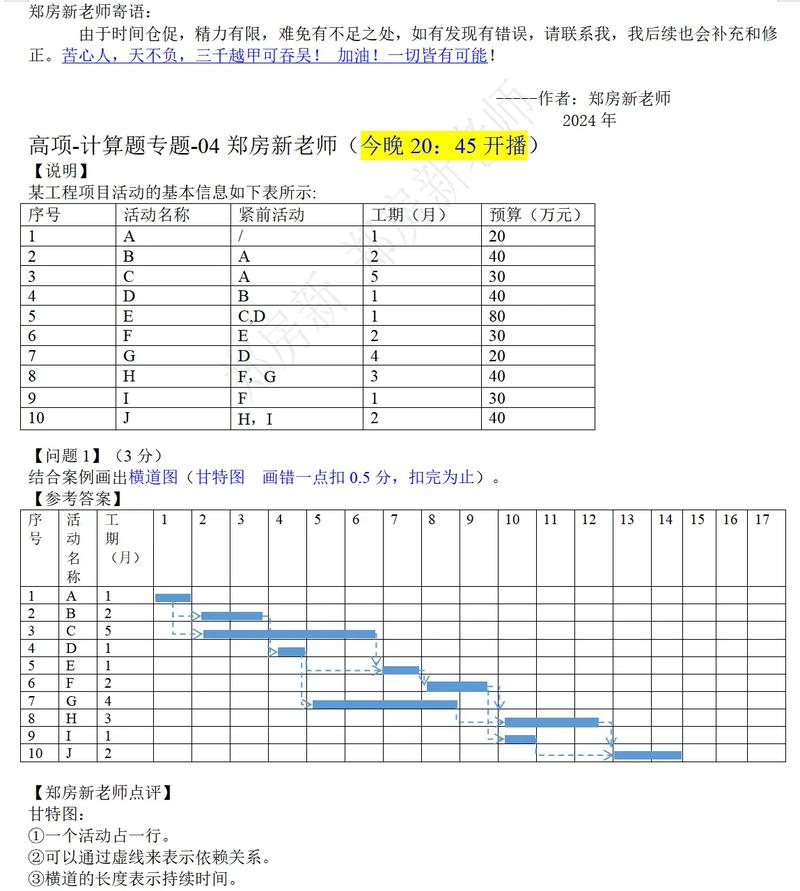 郑房新老师寄语：
由于时间仓促，精力有限，难免有不足之处，如有发现有错误，请联系我，我后续也会补充和修
正。苦心人，天不负，三千越甲可吞吴！ 加油！一切皆有可能！
-----作者：郑房新老师
2024 年
高项-计算题专题-04 郑房新老师（今晚 20：45 开播）
【说明】
某工程项目活动的基本信息如下表所示:
序号 活动名称 紧前活动 工期（月） 预算（万元）
1 A / 1 20
2 B A 2 40
3 C A 5 30
4 D B 1 40
5 E C,D 1 80
6 F E 2 30
7 G D 4 20
8 H F，G 3 40
9 I F 1 30
10 J H，I 2 40
郑房新 郑房新老师
【问题 1】（3 分）
结合案例画出横道图（甘特图 画错一点扣 0.5 分，扣完为止）。
【参考答案】
序 活 工 1 2 3 4 5 6 7 8 9 10 11 12 13 14 15 16 17
号 动 期
名 （月）
称
1 A 1
2 B 2
3 C 5
4 D 1
5 E 1
6 F 2
7 G 4
8 H 3
9 I 1
10 J 2
【郑房新老师点评】
甘特图：
①一个活动占一行。
②可以通过虚线来表示依赖关系。
③横道的长度表示持续时间。